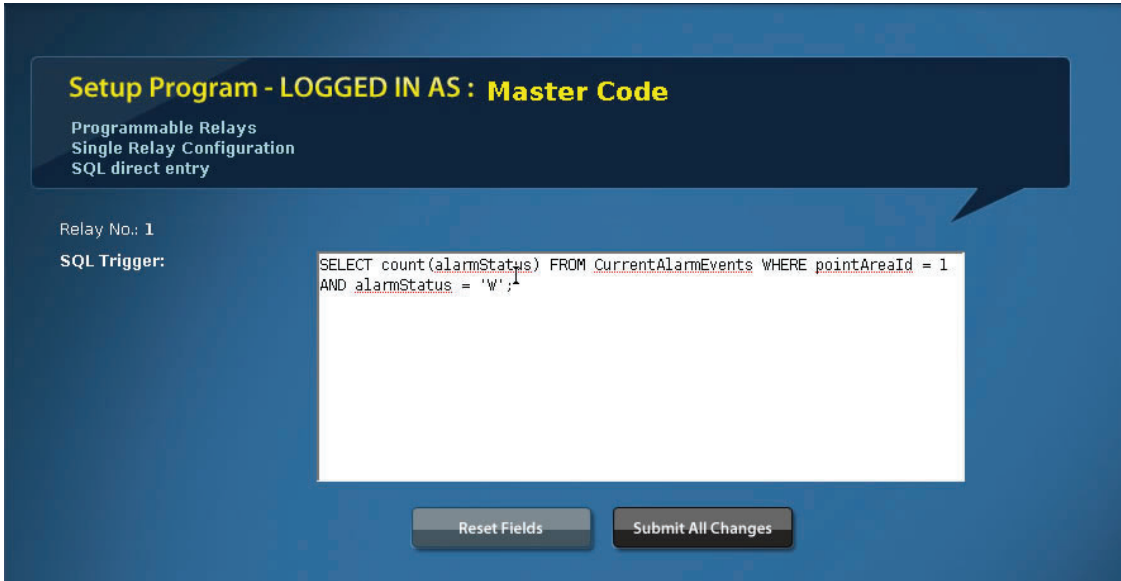 Setup Program - LOGGED IN AS : Master Code
Programmable Relays
Single Relay Configuration
SQL direct entry
Relay No.: 1
SQL Trigger:
SELECT count(alarmStatus) FROM CurrentAlarmEvents WHERE pointAreaId = 1
AND alarmStatus = 'W';
Reset Fields
Submit All Changes